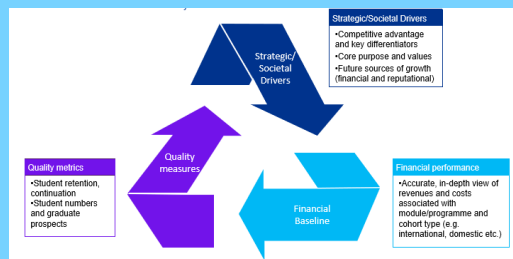 Strategic/Societal Drivers
•Competitive advantage
and key differentiators
•Core purpose and values
•Future sources of growth
(financial and reputational)
Strategic/
Societal
Drivers
Quality
measures
Quality metrics
•Student retention,
continuation
•Student numbers
and graduate
prospects
Financial
Baseline
Financial performance
•Accurate, in-depth view of
revenues and costs
associated with
module/programme and
cohort type (e.g.
international, domestic etc.)